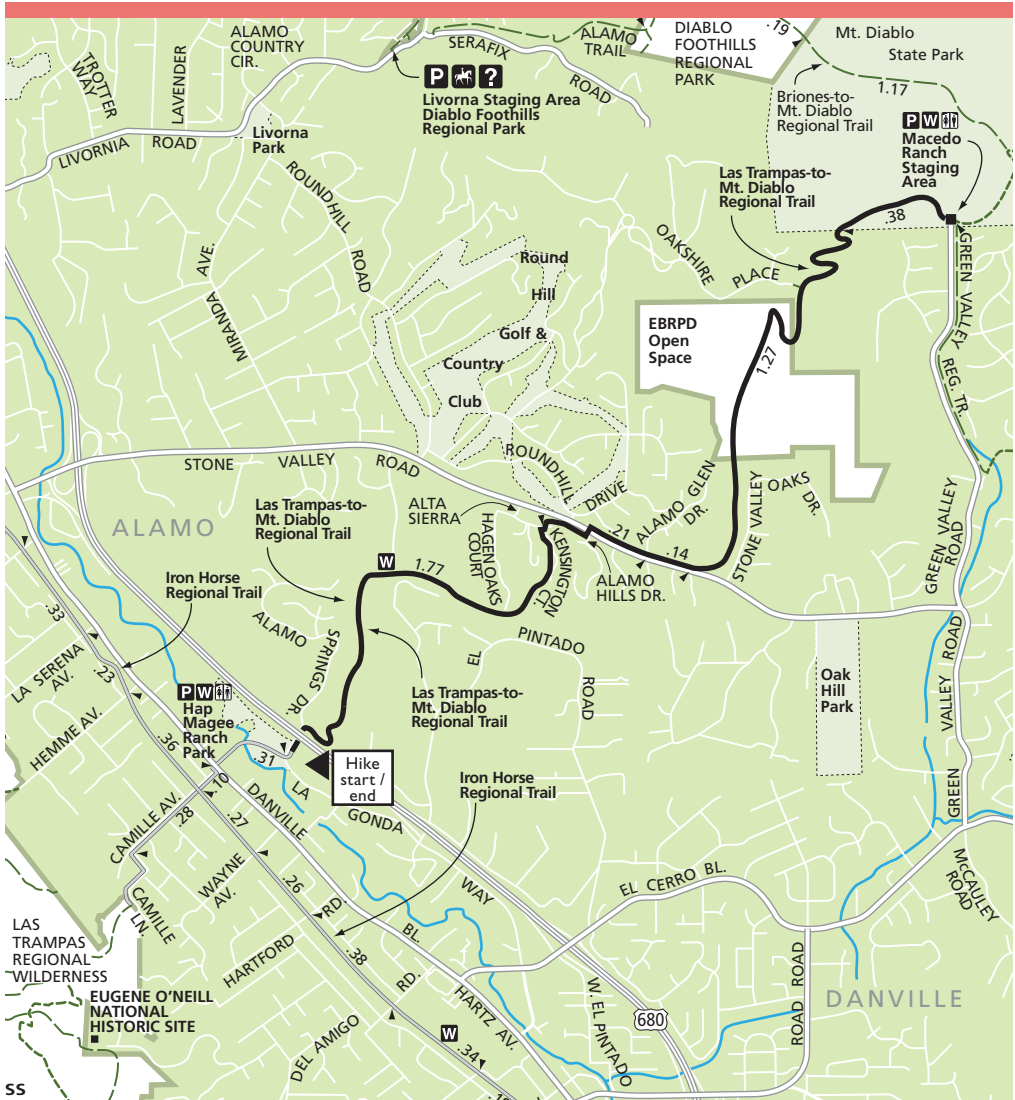 ALAMO
COUNTRY
CIR.
TROTTER
WAY
LAVENDER
SERAFIX
ROAD
ALAMO
TRAIL
DIABLO
FOOTHILLS
REGIONAL
PARK
.19
Mt. Diablo
State Park
1.17
Briones-to-
Mt. Diablo
Regional Trail
P ?
Livorna Staging Area
Diablo Foothills
Regional Park
Livorna
Park
LIVORNIA ROAD
P W
Macedo
Ranch
Staging
Area
Las Trampas-to-
Mt. Diablo
Regional Trail
.38
ROUNDHILL
ROAD
MIRANDA AVE.
OAKSHIRE
PLACE
GREEN VALLEY
REG. TR.
Round
Hill
Golf &
Country
Club
EBRPD
Open
Space
1.27
STONE VALLEY ROAD
ROUNDHILL
DRIVE
ALTA
SIERRA
ALAMO GLEN
DR.
STONE VALLEY
OAKS
DR.
ALAMO
Las Trampas-to-
Mt. Diablo
Regional Trail
HAGEN OAKS
COURT
KENSINGTON
CT.
.21
.14
ALAMO
HILLS DR.
GREEN VALLEY
ROAD
W
1.77
Iron Horse
Regional Trail
.33
LA SERENA
AV.
.23
HEMME AV.
ALAMO
SPRINGS DR.
EL
PINTADO
ROAD
Oak
Hill
Park
VALLEY ROAD
GREEN
P W
Hap
Magee
Ranch
Park
Las Trampas-to-
Mt. Diablo
Regional Trail
.36
.31
Hike
start /
end
LA
GONDA
WAY
Iron Horse
Regional Trail
.10
.28
CAMILLE AV.
CAMILLE
LN.
.27
WAYNE
AV.
.26
DANVILLE
BL.
EL CERRO BL.
McCAULEY
ROAD
LAS
TRAMPAS
REGIONAL
WILDERNESS
HARTFORD
RD.
.38
EUGENE O'NEILL
NATIONAL
HISTORIC SITE
DEL AMIGO
RD.
HARTZ AV.
W
.34
W. EL PINTADO
680
ROAD ROAD
DANVILLE
ss